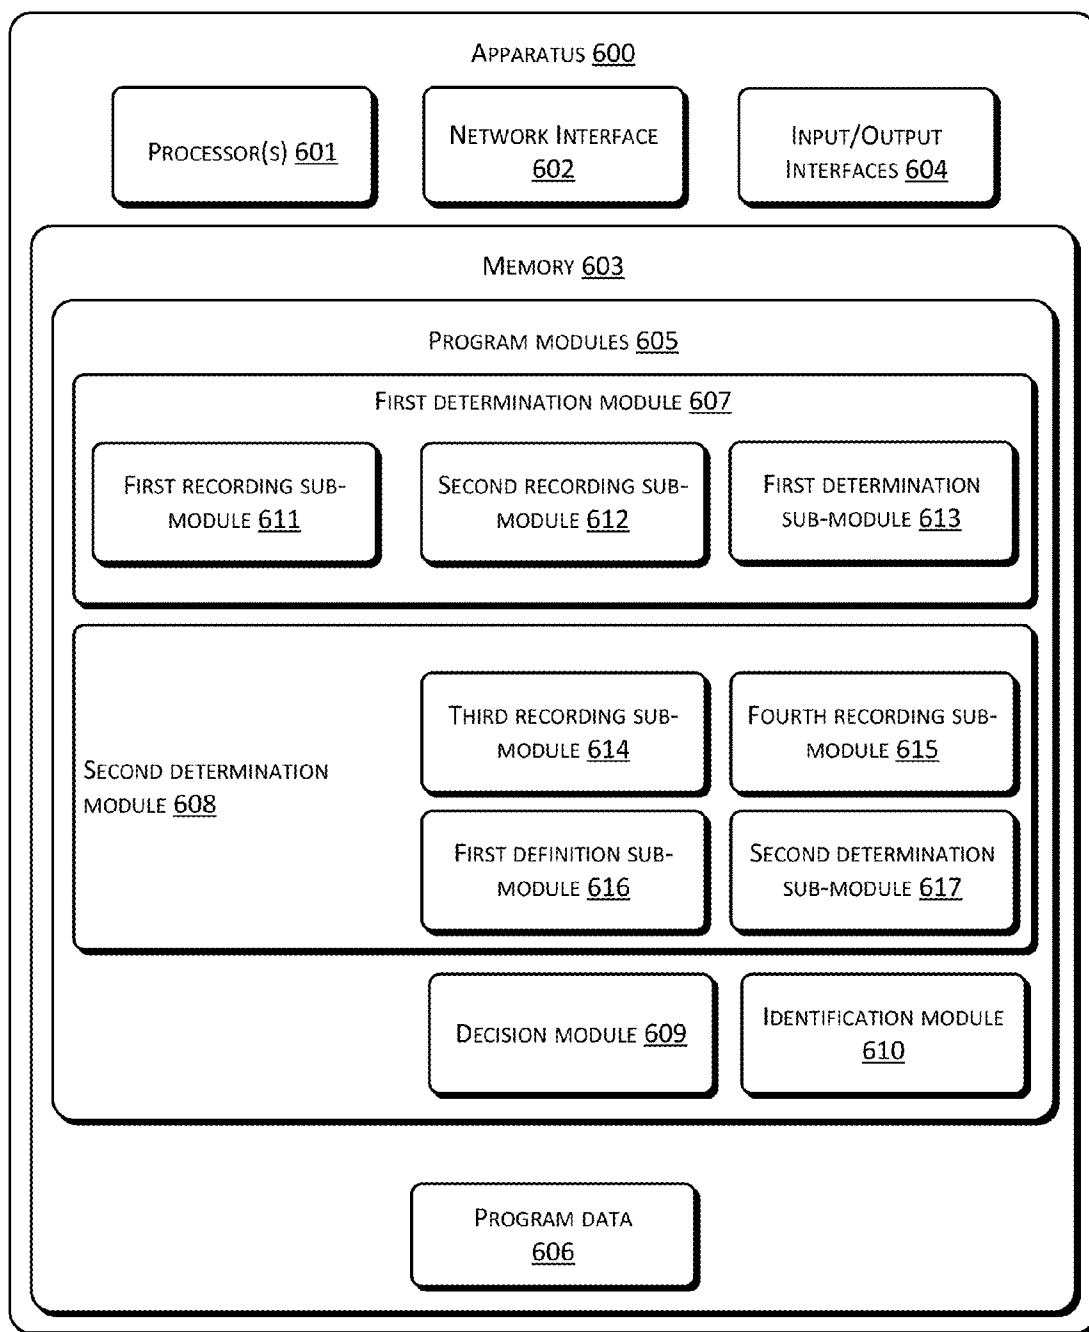 APPARATUS 600
PROCESSOR(S) 601
NETWORK INTERFACE
602
INPUT/OUTPUT
INTERFACES 604
MEMORY 603
PROGRAM MODULES 605
FIRST DETERMINATION MODULE 607
FIRST RECORDING SUB-
MODULE 611
SECOND RECORDING SUB-
MODULE 612
FIRST DETERMINATION
SUB-MODULE 613
SECOND DETERMINATION
MODULE 608
THIRD RECORDING SUB-
MODULE 614
FOURTH RECORDING SUB-
MODULE 615
FIRST DEFINITION SUB-
MODULE 616
SECOND DETERMINATION
SUB-MODULE 617
DECISION MODULE 609
IDENTIFICATION MODULE
610
PROGRAM DATA
606